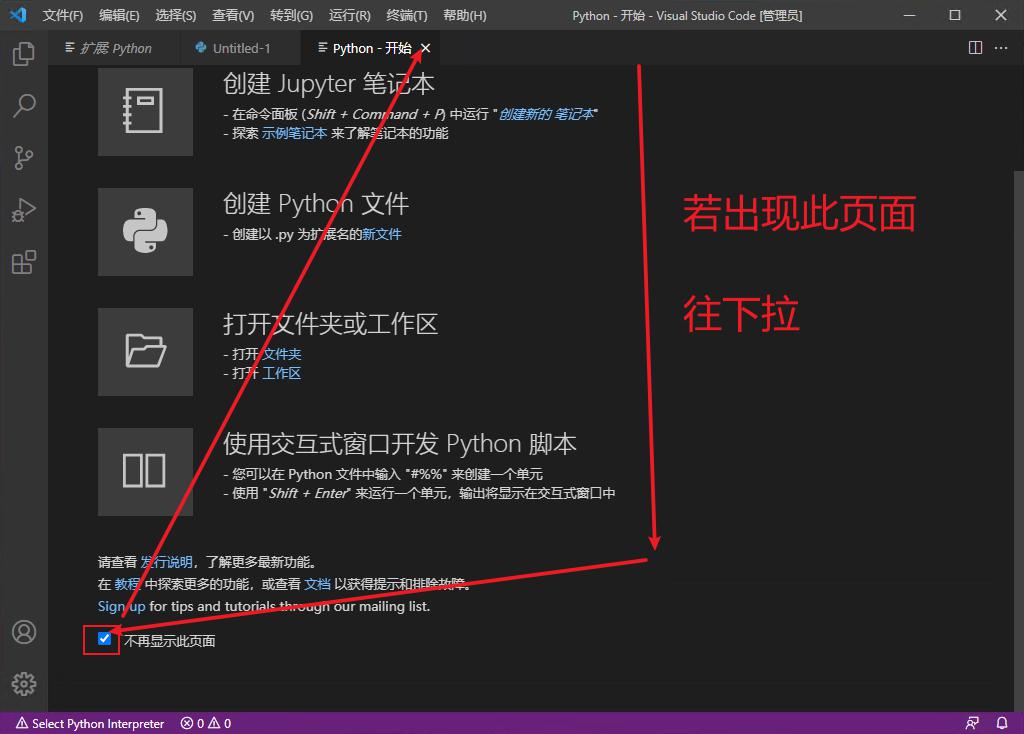 文件(F) 编辑(E) 选择(S) 查看(V) 转到(G) 运行(R) 终端(T) 帮助(H) Python - 开始 - Visual Studio Code [管理员]
扩展 Python Untitled-1 Python - 开始
创建 Jupyter 笔记本
- 在命令面板 (Shift + Command + P) 中运行 "创建新的 笔记本"
- 探索 示例笔记本 来了解笔记本的功能
若出现此页面
创建 Python 文件
- 创建以 .py 为扩展名的新文件
往下拉
打开文件夹或工作区
- 打开 文件夹
- 打开 工作区
使用交互式窗口开发 Python 脚本
- 您可以在 Python 文件中输入 "#%%" 来创建一个单元
- 使用 "Shift + Enter" 来运行一个单元，输出将显示在交互式窗口中
请查看 发行说明，了解更多最新功能。
在 教程 中探索更多的功能，或查看 文档 以获得提示和排除故障。
Sign up for tips and tutorials through our mailing list.
不再显示此页面
Select Python Interpreter 0 0